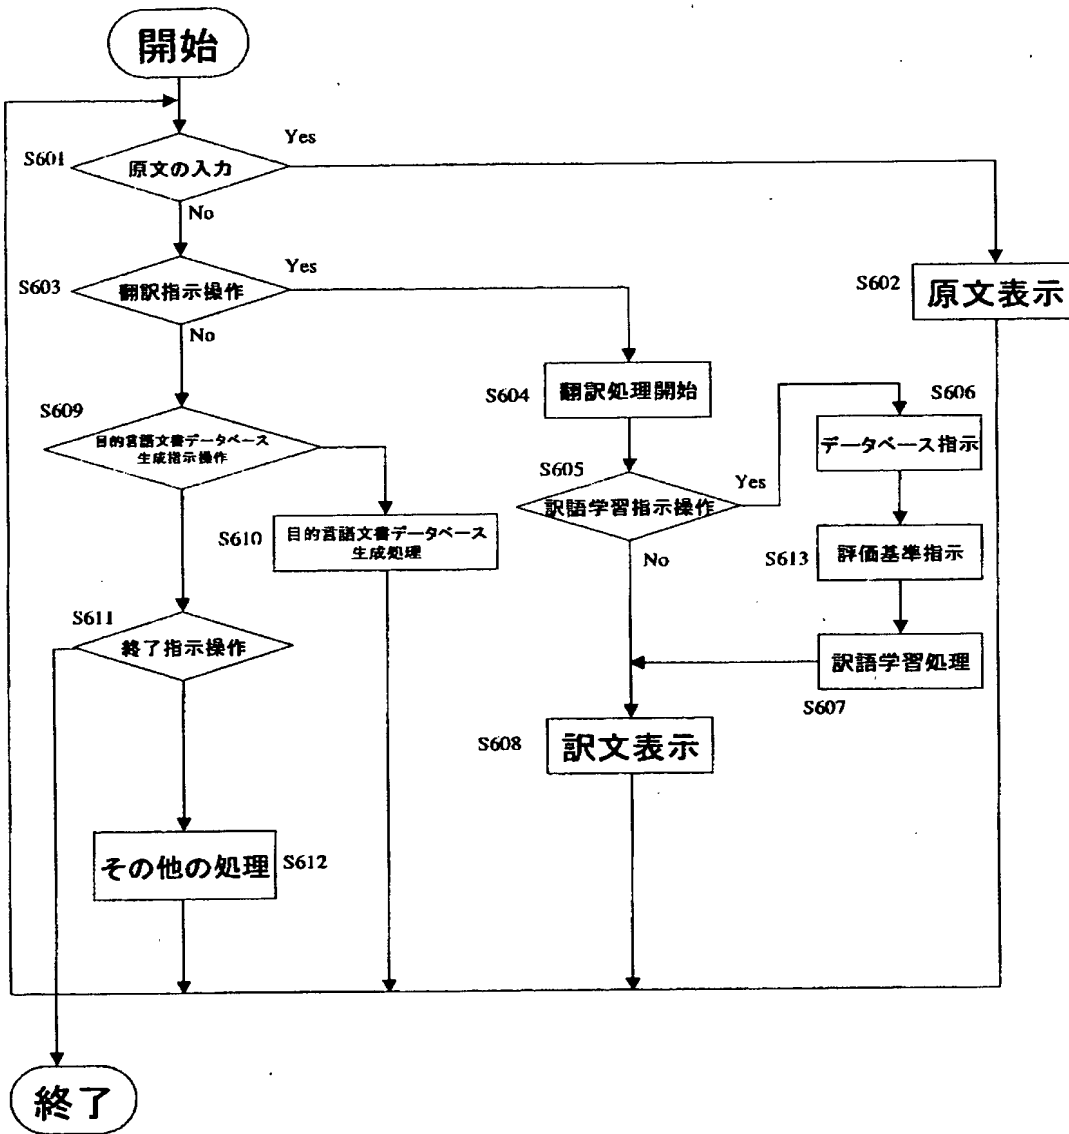 開始
Yes
S601
原文の入力
No
Yes
S603
翻訳指示操作
S602
原文表示
No
S604
翻訳処理開始
S606
データベース指示
S609
目的言語文書データベース
生成指示操作
S605
訳語学習指示操作
Yes
S610
目的言語文書データベース
生成処理
No
S613
評価基準指示
S611
終了指示操作
訳語学習処理
S607
S608
訳文表示
その他の処理
S612
終了